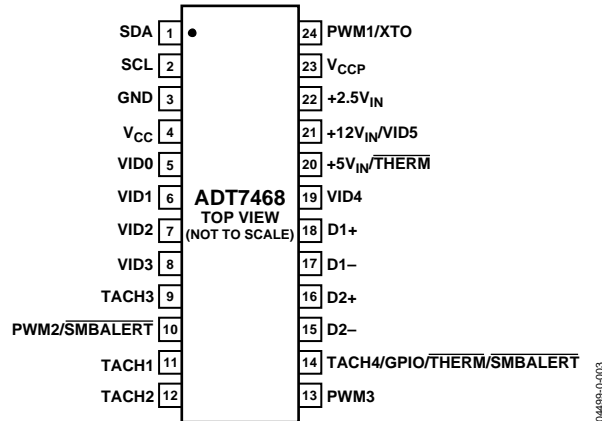 SDA 1 24 PWM1/XTO
SCL 2 23 VCCP
GND 3 22 +2.5VIN
VCC 4 21 +12VIN/VID5
VID0 5 20 +5VIN/THERM
VID1 6 ADT7468 19 VID4
TOP VIEW
VID2 7 (NOT TO SCALE) 18 D1+
VID3 8 17 D1–
TACH3 9 16 D2+
PWM2/SMBALERT 10 15 D2–
TACH1 11 14 TACH4/GPIO/THERM/SMBALERT
TACH2 12 13 PWM3
04499-0-003